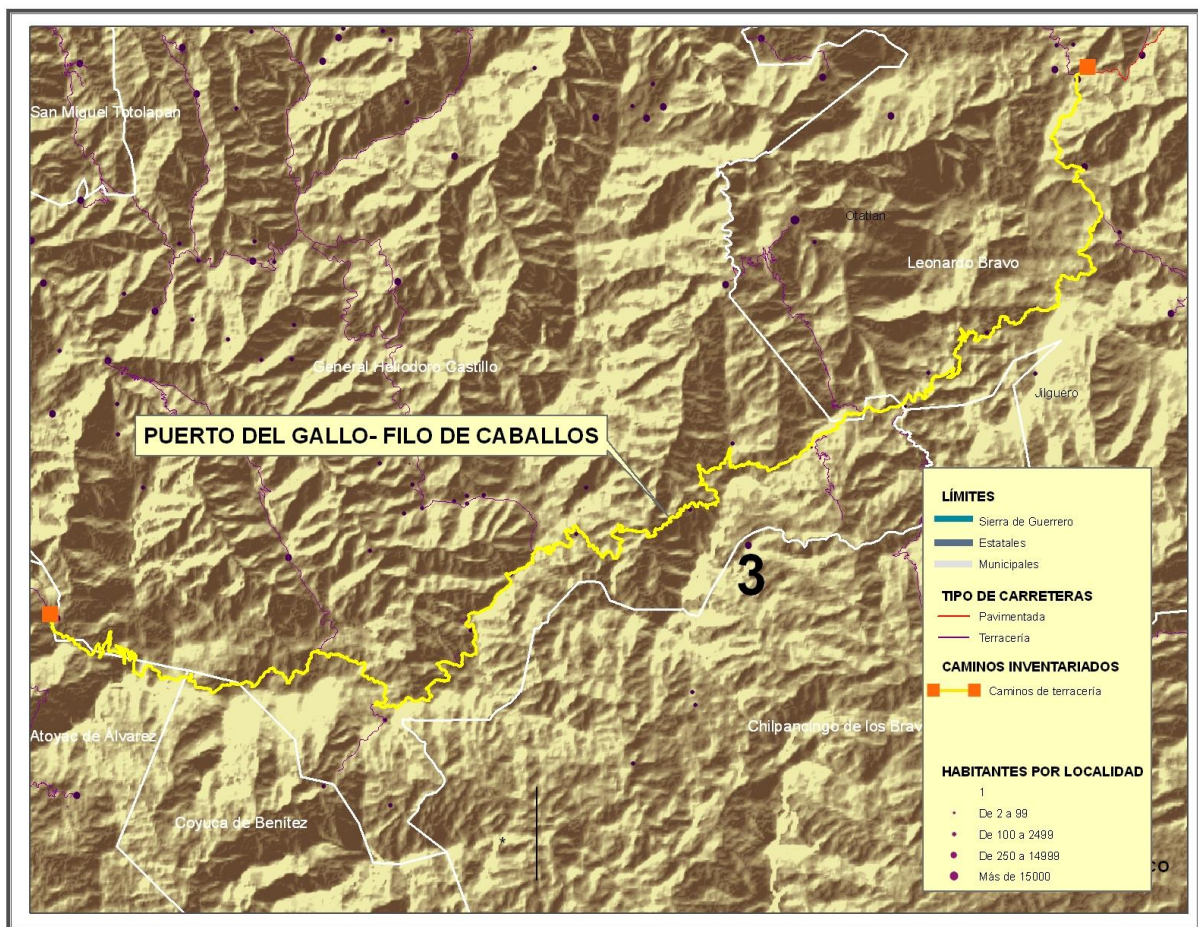 San Miguel Totolapan
Otatlan
Leonardo Bravo
General Heliodoro Castillo
Jilguero
PUERTO DEL GALLO- FILO DE CABALLOS
3
Atoyac de Alvarez
Coyuca de Benitez
Chilpancingo de los Brav
*
LÍMITES
Sierra de Guerrero
Estatales
Municipales
TIPO DE CARRETERAS
Pavimentada
Terracería
CAMINOS INVENTARIADOS
Caminos de terracería
HABITANTES POR LOCALIDAD
1
De 2 a 99
De 100 a 2499
De 250 a 14999
Más de 15000
co